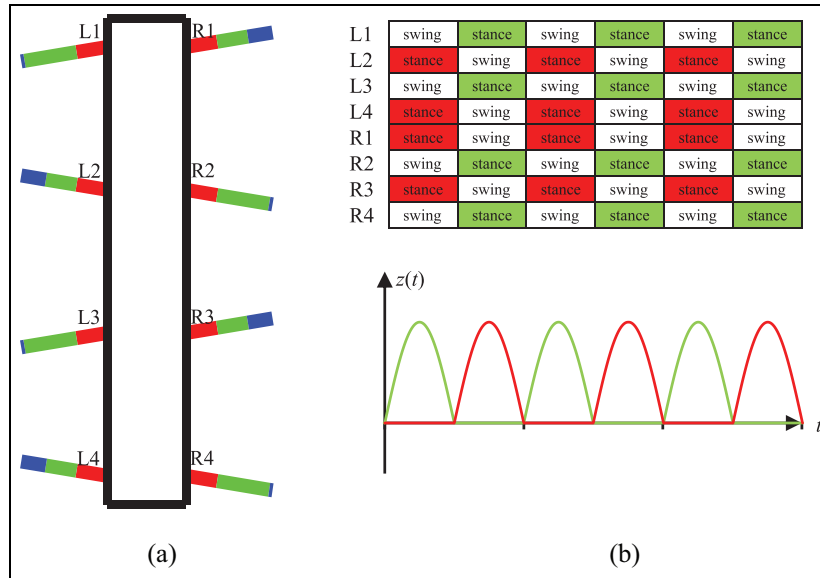 L1 R1
L2 R2
L3 R3
L4 R4
(a)
L1 swing stance swing stance swing stance
L2 stance swing stance swing stance swing
L3 swing stance swing stance swing stance
L4 stance swing stance swing stance swing
R1 stance swing stance swing stance swing
R2 swing stance swing stance swing stance
R3 stance swing stance swing stance swing
R4 swing stance swing stance swing stance
z(t)
t
(b)